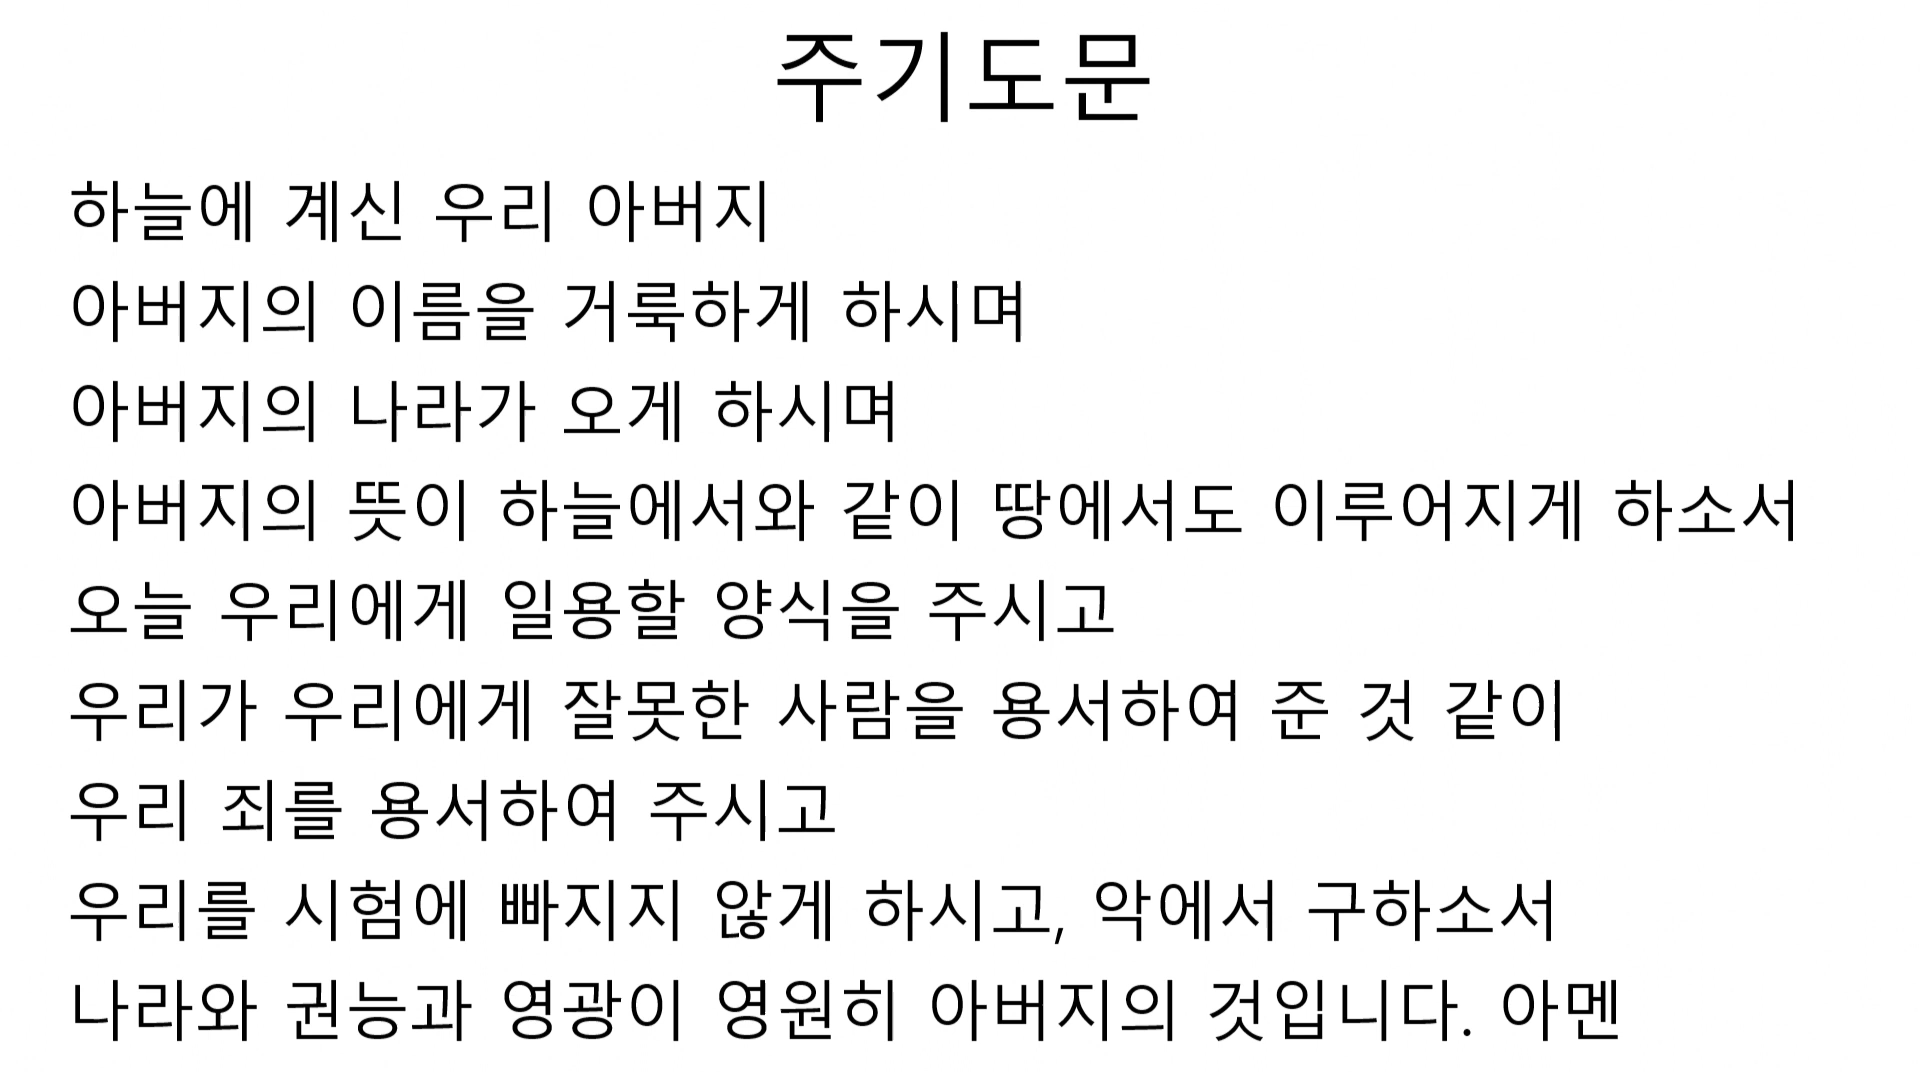 주기도문
하늘에 계신 우리 아버지
아버지의 이름을 거룩하게 하시며
아버지의 나라가 오게 하시며
아버지의 뜻이 하늘에서와 같이 땅에서도 이루어지게 하소서
오늘 우리에게 일용할 양식을 주시고
우리가 우리에게 잘못한 사람을 용서하여 준 것 같이
우리 죄를 용서하여 주시고
우리를 시험에 빠지지 않게 하시고, 악에서 구하소서
나라와 권능과 영광이 영원히 아버지의 것입니다. 아멘